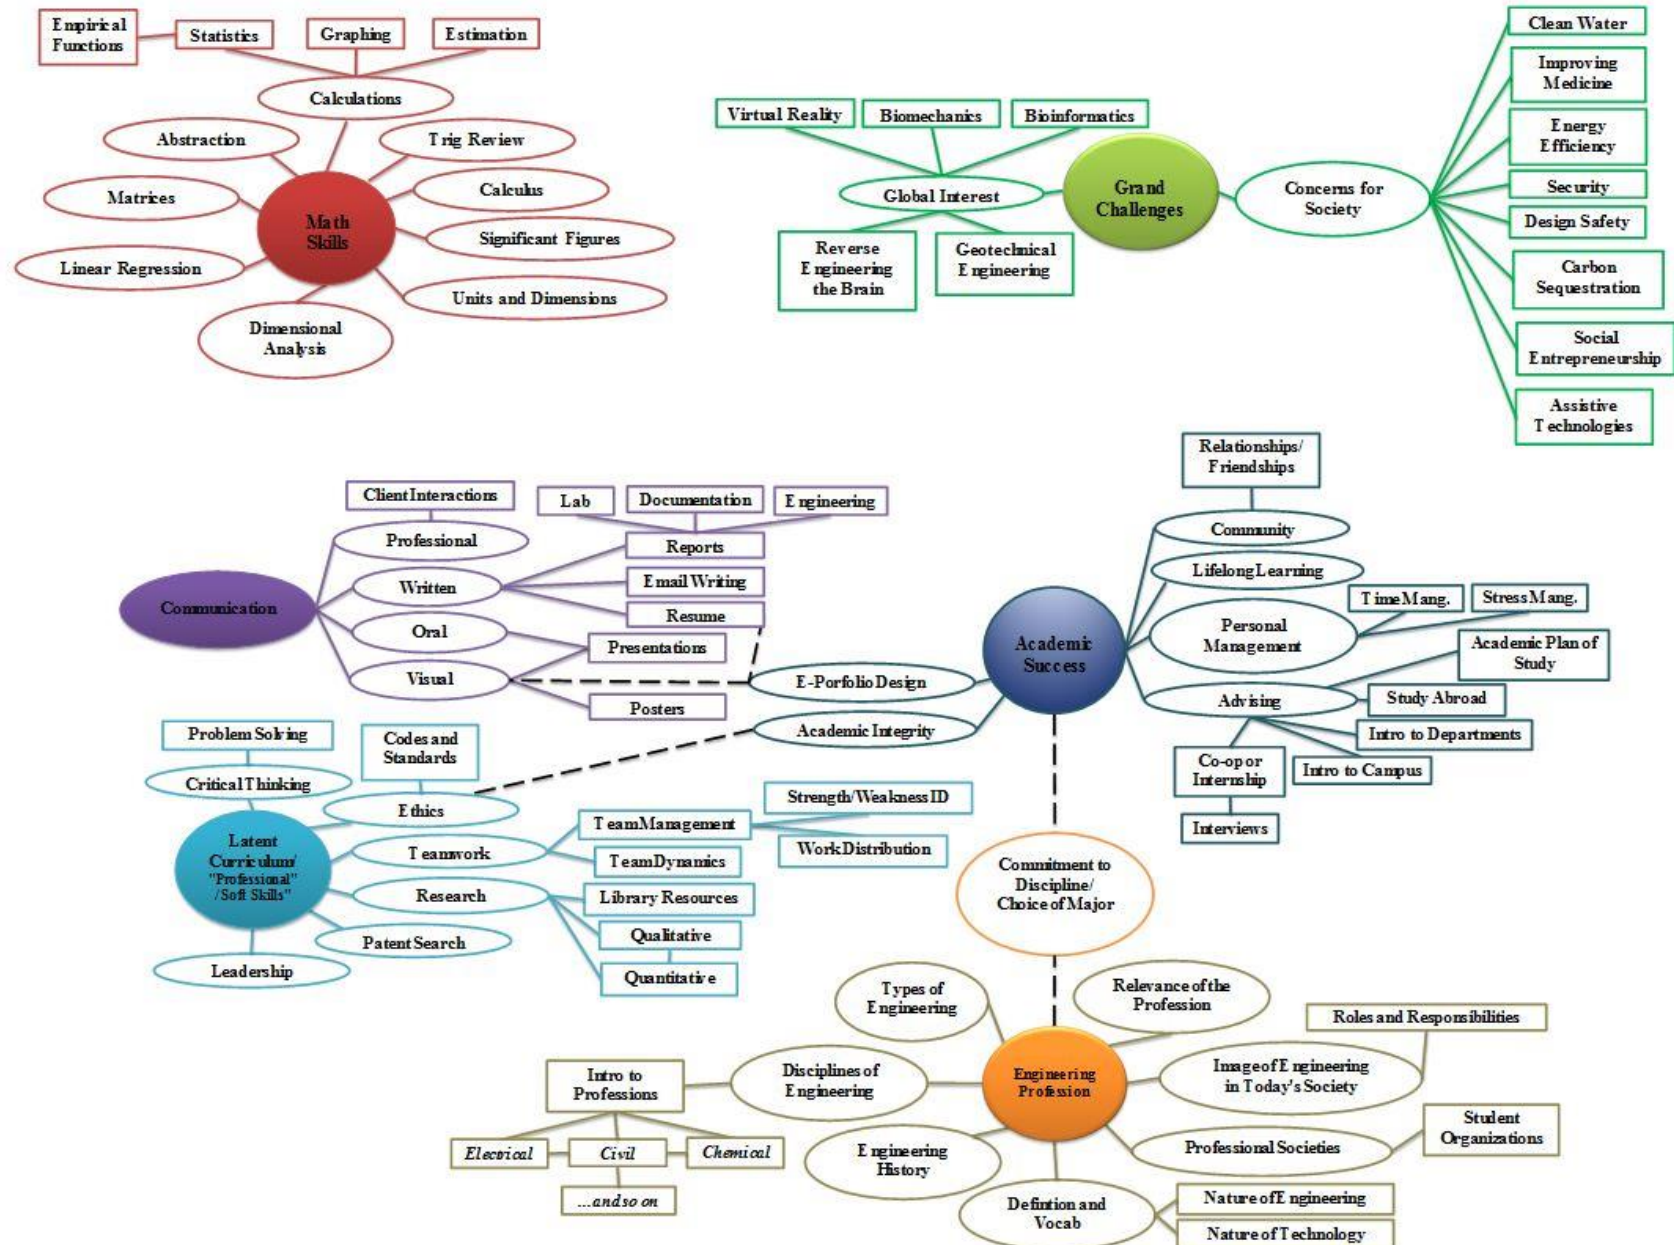 Empirical
Functions
Statistics
Graphing
Estimation
Calculations
Abstraction
Trig Review
Matrices
Calculus
Math
Skills
Significant Figures
Linear Regression
Units and Dimensions
Dimensional
Analysis
Virtual Reality
Biomechanics
Bioinformatics
Global Interest
Grand
Challenges
Reverse
Engineering
the Brain
Geotechnical
Engineering
Concerns for
Society
Clean Water
Improving
Medicine
Energy
Efficiency
Security
Design Safety
Carbon
Sequestration
Social
Entrepreneurship
Assistive
Technologies
Client Interactions
Lab
Documentation
Engineering
Professional
Reports
Communication
Written
Email Writing
Resume
Oral
Presentations
Visual
Posters
E-Porfolio Design
Academic Integrity
Academic
Success
Relationships/
Friendships
Community
Lifelong Learning
Personal
Management
Time Mang.
Stress Mang.
Academic Plan of
Study
Advising
Study Abroad
Intro to Departments
Intro to Campus
Co-op or
Internship
Interviews
Problem Solving
Codes and
Standards
Critical Thinking
Ethics
Latent
Curriculum/
"Professional"
/Soft Skills"
Teamwork
Team Management
Strength/Weakness ID
Work Distribution
Team Dynamics
Research
Library Resources
Qualitative
Quantitative
Patent Search
Leadership
Commitment to
Discipline/
Choice of Major
Types of
Engineering
Relevance of the
Profession
Roles and Responsibilities
Engineering
Profession
Image of Engineering
in Today's Society
Disciplines of
Engineering
Intro to
Professions
Electrical
Civil
Chemical
...and so on
Engineering
History
Professional Societies
Student
Organizations
Defintion and
Vocab
Nature of Engineering
Nature of Technology